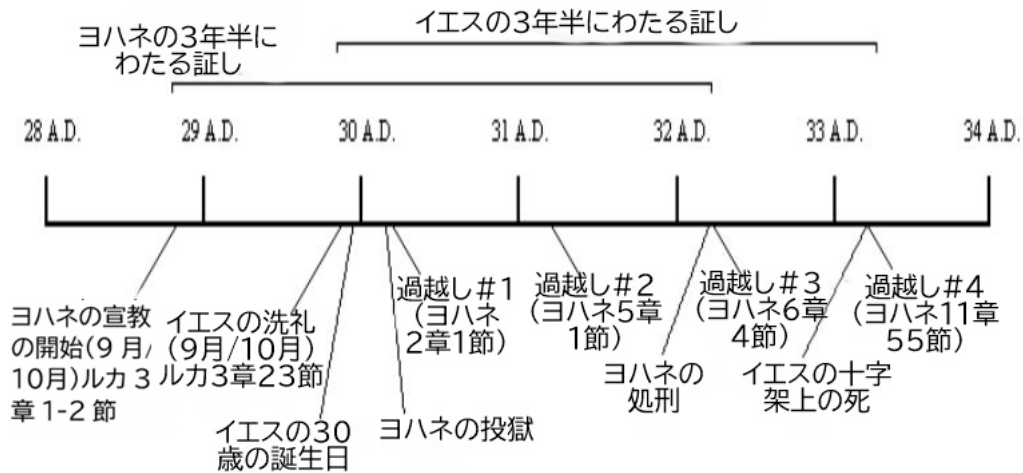 イエスの3年半にわたる証し
ヨハネの3年半に
わたる証し
28 A.D.
29 A.D.
30 A.D.
31 A.D.
32 A.D.
33 A.D.
34 A.D.
ヨハネの宣教
の開始(9 月/
10月)ルカ 3
章 1-2 節
イエスの洗礼
(9月/10月)
ルカ3章23節
イエスの30
歳の誕生日
ヨハネの投獄
過越し#1
(ヨハネ
2章1節)
過越し#2
(ヨハネ5章
1節)
ヨハネの
処刑
過越し#3
(ヨハネ6章
4節)
イエスの十字
架上の死
過越し#4
(ヨハネ11章
55節)